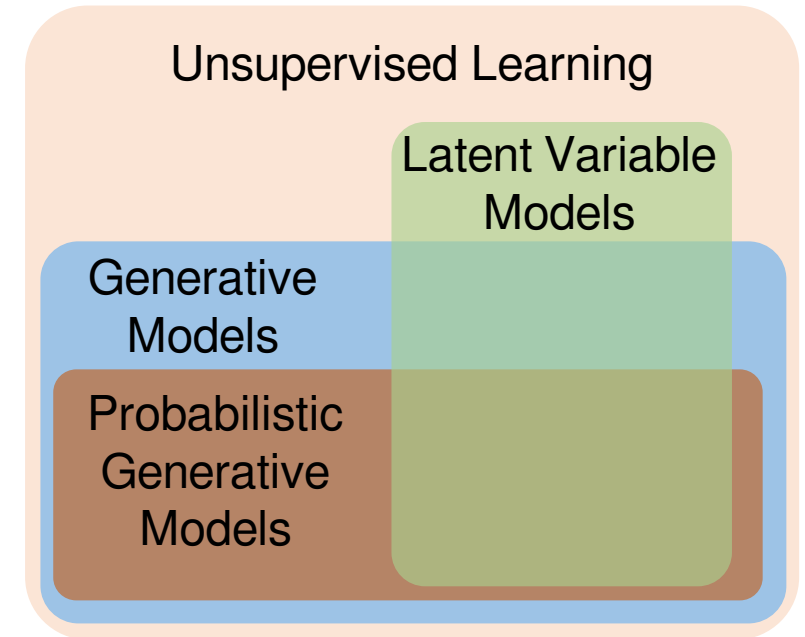 Unsupervised Learning
Latent Variable
Models
Generative
Models
Probabilistic
Generative
Models